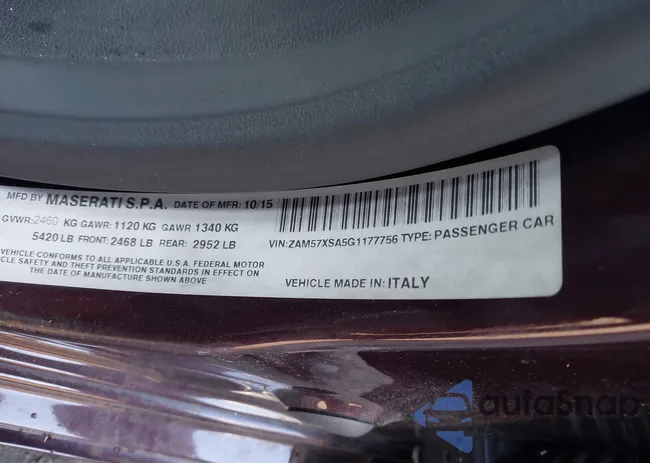 MFD BY MASERATI S.P.A. DATE OF MFR: 10/15
GVWR:2460 KG GAWR: 1120 KG GAWR 1340 KG
5420 LB FRONT: 2468 LB REAR: 2952 LB
VEHICLE CONFORMS TO ALL APPLICABLE U.S.A. FEDERAL MOTOR
CLE SAFETY AND THEFT PREVENTION STANDARDS IN EFFECT ON
THE DATE OF MANUFACTURE SHOWN ABOVE
VIN:ZAM57XSA5G1177756 TYPE: PASSENGER CAR
VEHICLE MADE IN: ITALY
autoSnap